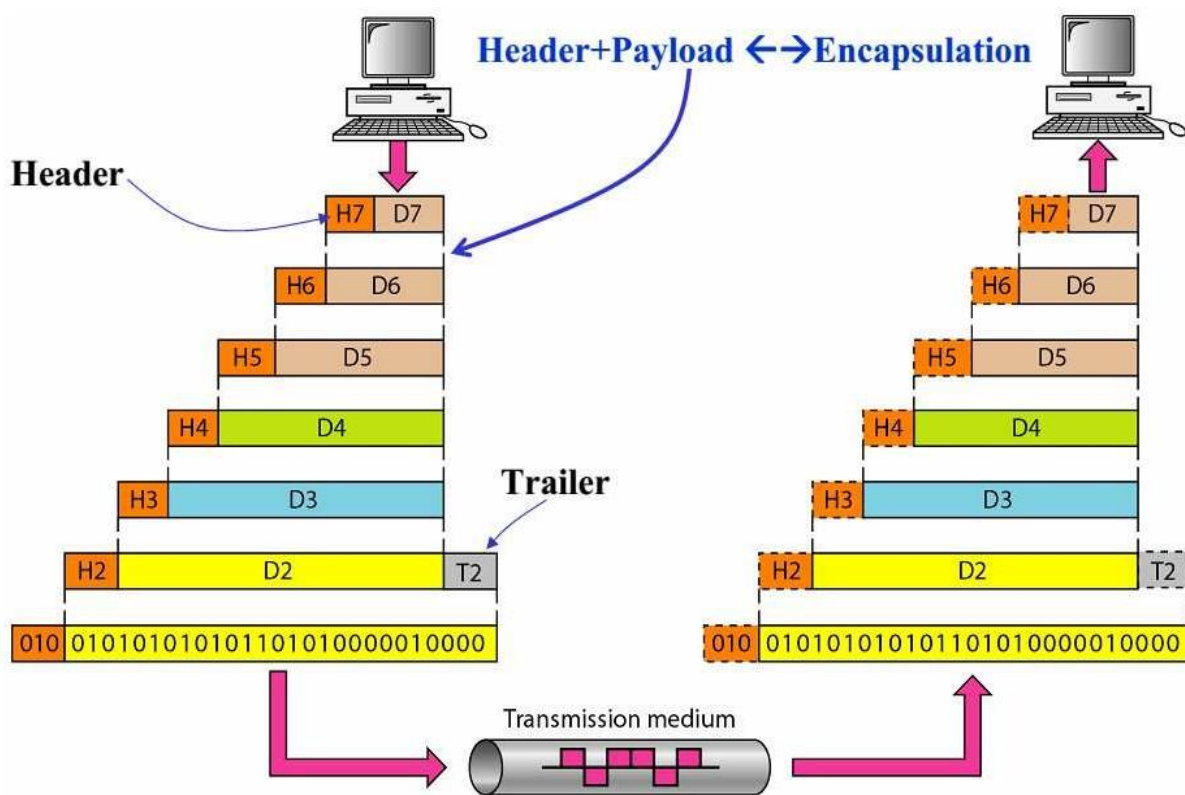 Header+Payload ←→Encapsulation
Header
H7 D7
H7 D7
H6 D6
H6 D6
H5 D5
H5 D5
H4 D4
H4 D4
Trailer
H3 D3
H3 D3
H2 D2 T2
H2 D2 T2
010 010101010101101010000010000
010 010101010101101010000010000
Transmission medium